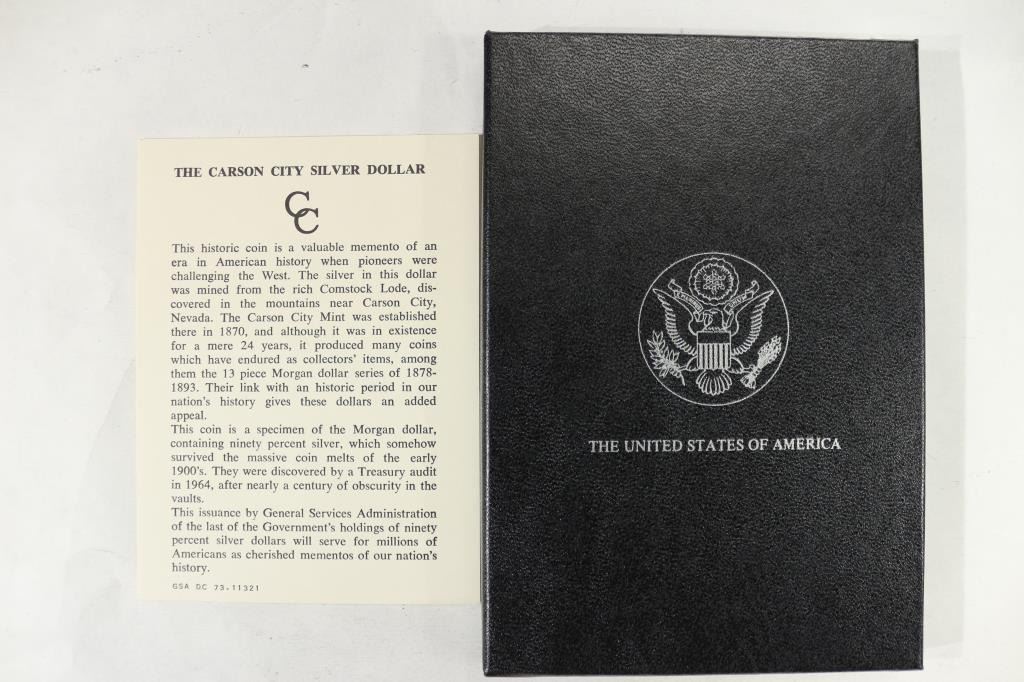 THE CARSON CITY SILVER DOLLAR
CC
This historic coin is a valuable memento of an
era in American history when pioneers were
challenging the West. The silver in this dollar
was mined from the rich Comstock Lode, dis-
covered in the mountains near Carson City,
Nevada. The Carson City Mint was established
there in 1870, and although it was in existence
for a mere 24 years, it produced many coins
which have endured as collectors' items, among
them the 13 piece Morgan dollar series of 1878-
1893. Their link with an historic period in our
nation's history gives these dollars an added
appeal.
This coin is a specimen of the Morgan dollar,
containing ninety percent silver, which somehow
survived the massive coin melts of the early
1900's. They were discovered by a Treasury audit
in 1964, after nearly a century of obscurity in the
vaults.
This issuance by General Services Administration
of the last of the Government's holdings of ninety
percent silver dollars will serve for millions of
Americans as cherished mementos of our nation's
history.
GSA DC 73.11321
THE UNITED STATES OF AMERICA